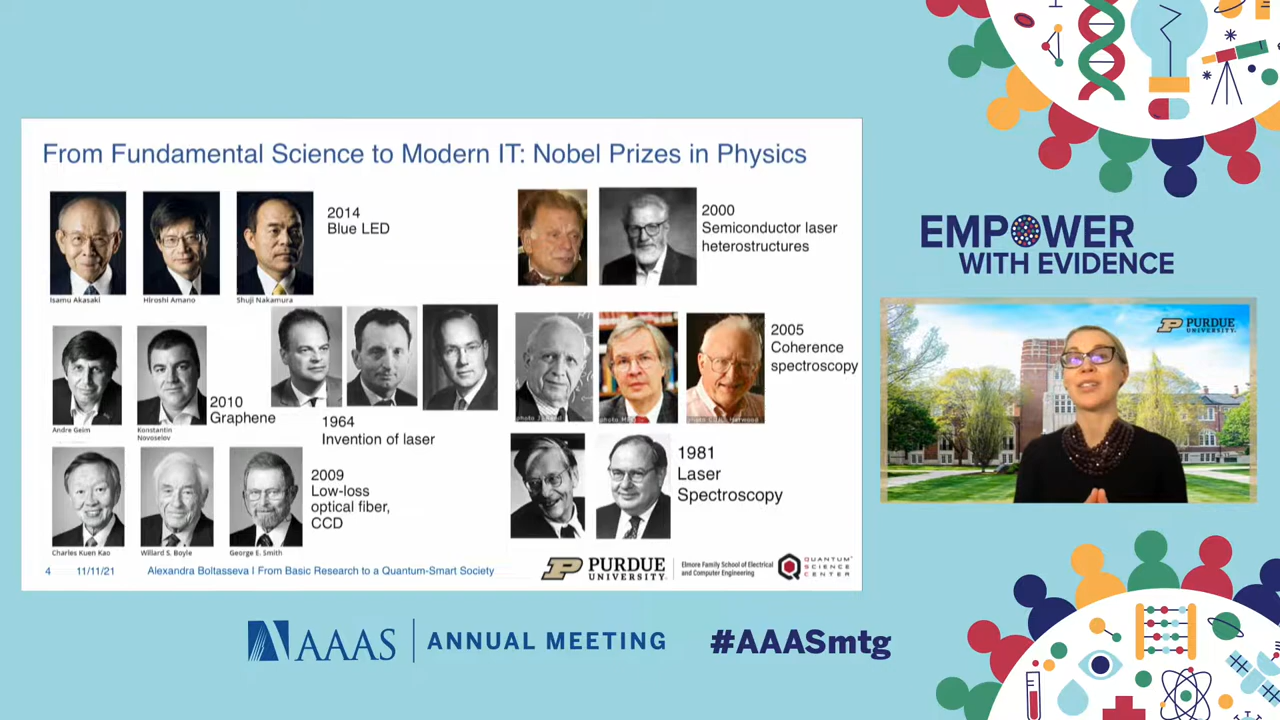 From Fundamental Science to Modern IT: Nobel Prizes in Physics
2014
Blue LED
Isamu Akasaki
Hiroshi Amano
Shuji Nakamura
2000
Semiconductor laser
heterostructures
2010
Graphene
Andre Geim
Konstantin
Novoselov
1964
Invention of laser
2005
Coherence
spectroscopy
2009
Low-loss
optical fiber,
CCD
Charles Kuen Kao
Willard S. Boyle
George E. Smith
1981
Laser
Spectroscopy
4 11/11/21 Alexandra Boltasseva I From Basic Research to a Quantum-Smart Society
PURDUE
UNIVERSITY
Elmore Family School of Electrical
and Computer Engineering
QUANTUM
SCIENCE
CENTER
EMPOWER
WITH EVIDENCE
PURDUE
UNIVERSITY
AAAS ANNUAL MEETING #AAASmtg